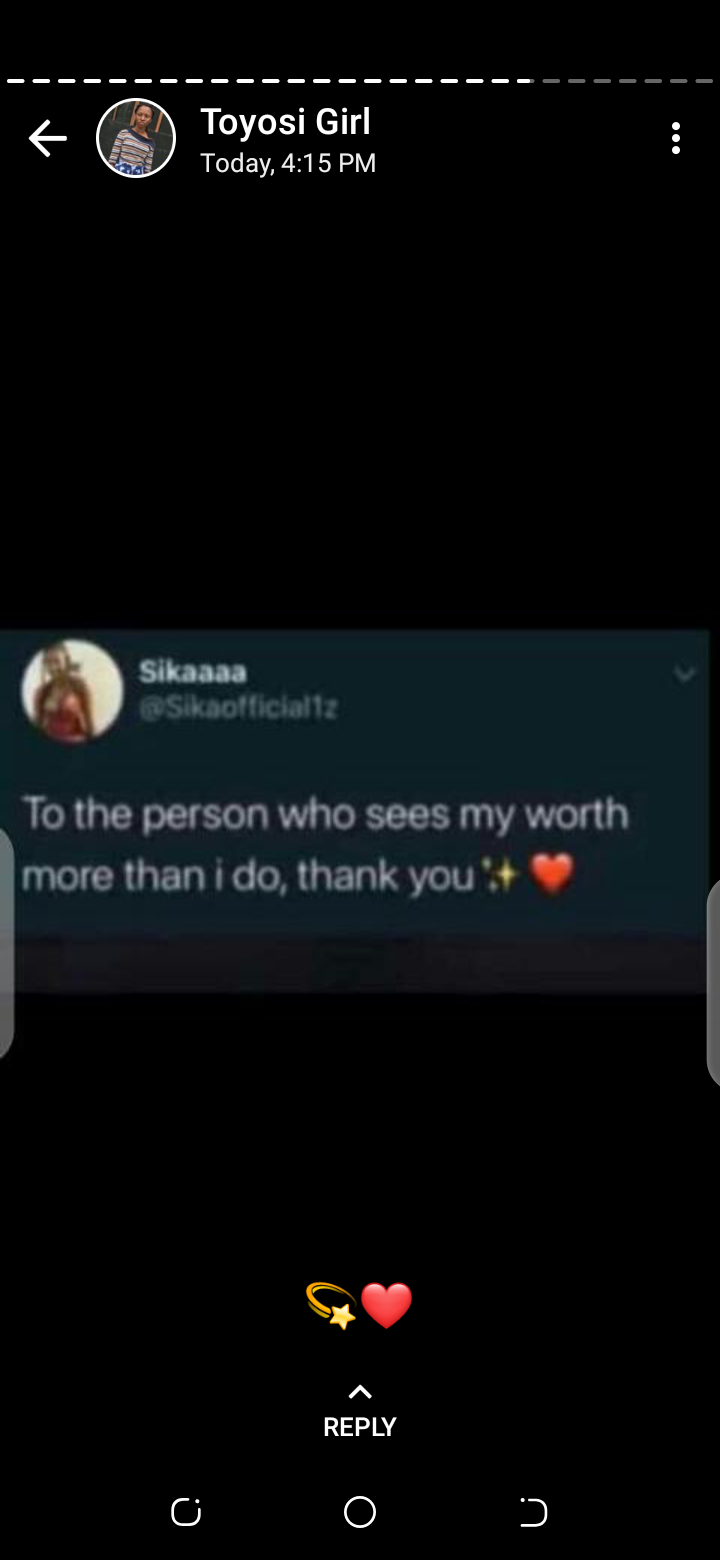 Toyosi Girl
Today, 4:15 PM
Sikaaaa
@Sikaofficial1z
To the person who sees my worth
more than i do, thank you ✨ ❤️
💫❤️
REPLY